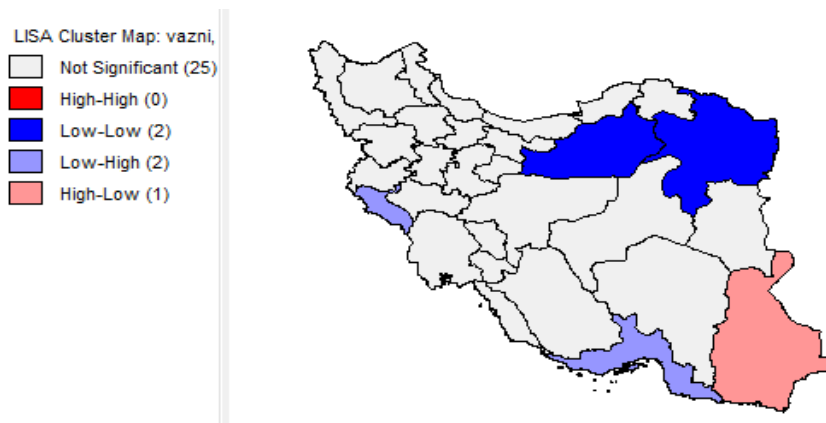 LISA Cluster Map: vazni,
Not Significant (25)
High-High (0)
Low-Low (2)
Low-High (2)
High-Low (1)